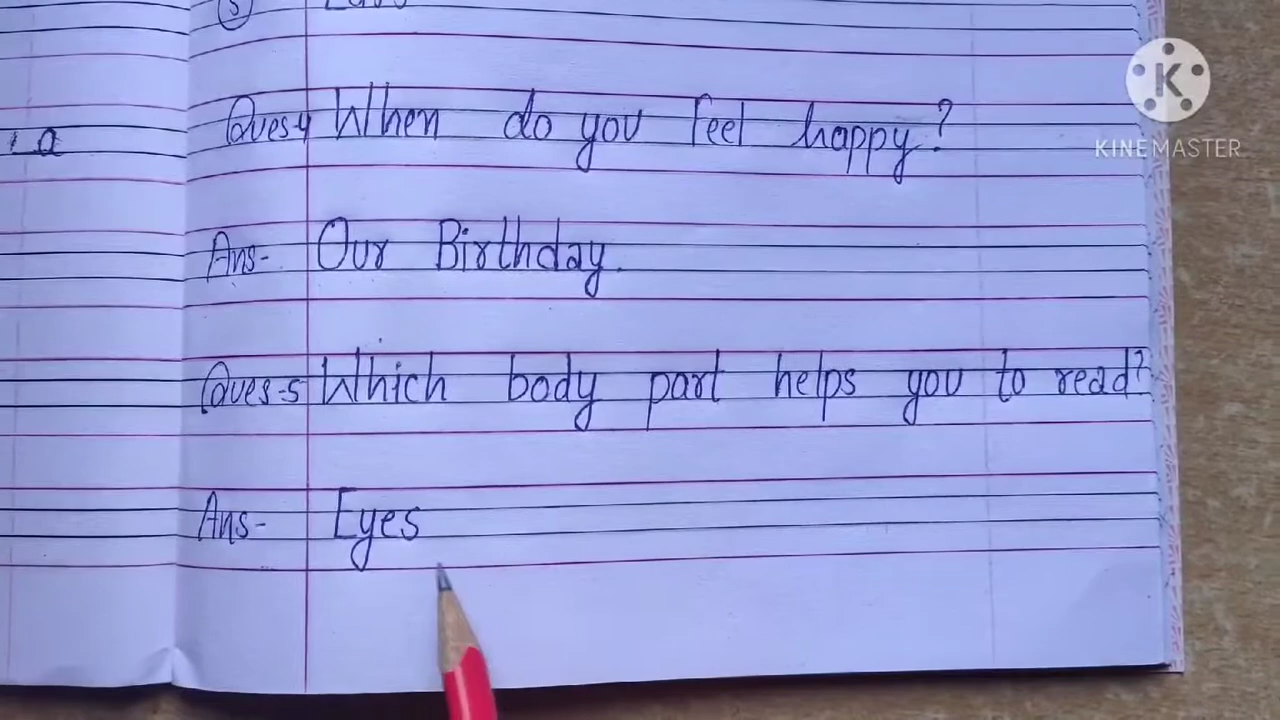 5
Ques-4 When do you feel happy?
Ans- Our Birthday.
Ques-5 Which body part helps you to read?
Ans- Eyes
a
K
KINEMASTER